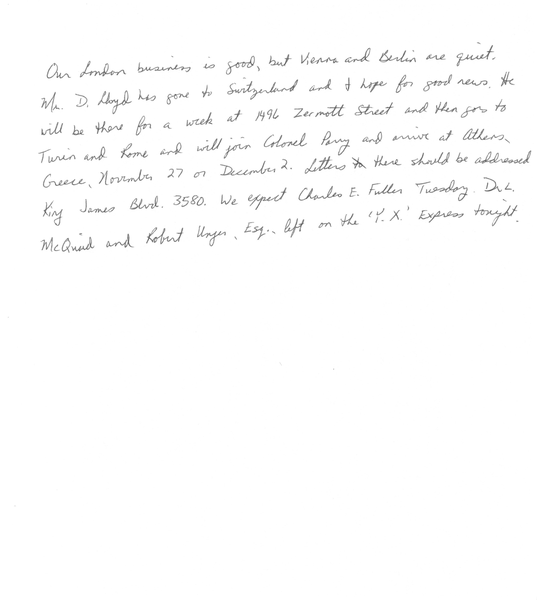 Our London business is good, but Vienna and Berlin are quiet.
Mr. D. Lloyd has gone to Switzerland and I hope for good news. He
will be there for a week at 1496 Zermott Street and then goes to
Turin and Rome and will join Colonel Parry and arrive at Athens,
Greece, November 27 or December 2. Letters there should be addressed
King James Blvd. 3580. We expect Charles E. Fuller Tuesday. Dr. L.
McQuaid and Robert Unger, Esq., left on the 'Y.X.' Express tonight.